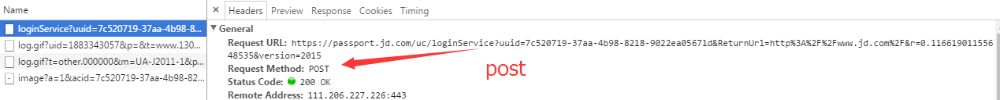 Name
× Headers Preview Response Cookies Timing
loginService?uuid=7c520719-37aa-4b98-8...
▼ General
log.gif?uid=1883343057&p=&t=www.130...
Request URL: https://passport.jd.com/uc/loginService?uuid=7c520719-37aa-4b98-8218-9022ea05671d&ReturnUrl=http%3A%2F%2Fwww.jd.com%2F&r=0.116619011556
48535&version=2015
log.gif?t=other.000000&m=UA-J2011-1&p...
Request Method: POST
post
image?a=1&acid=7c520719-37aa-4b98-82...
Status Code: 200 OK
Remote Address: 111.206.227.226:443